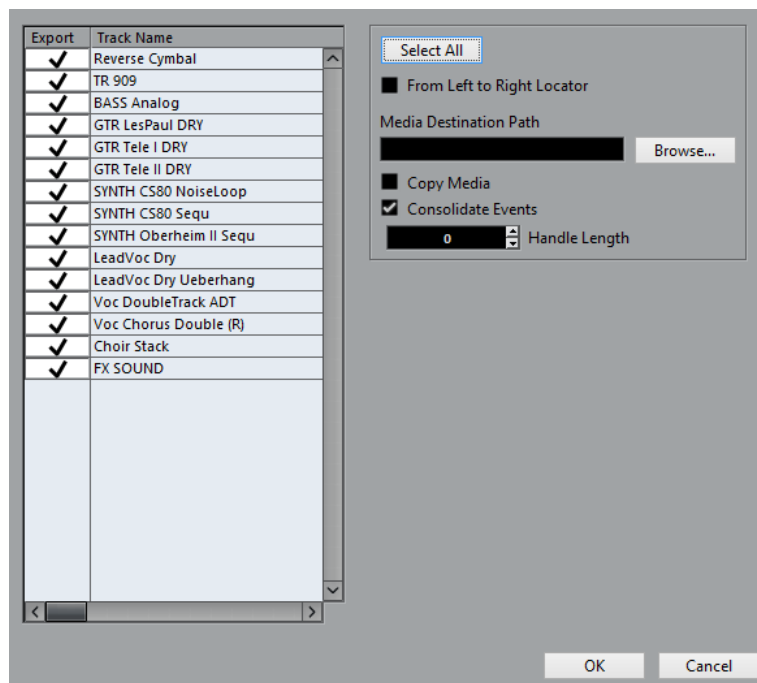 Export Track Name
Reverse Cymbal
TR 909
BASS Analog
GTR LesPaul DRY
GTR Tele I DRY
GTR Tele II DRY
SYNTH CS80 NoiseLoop
SYNTH CS80 Sequ
SYNTH Oberheim II Sequ
LeadVoc Dry
LeadVoc Dry Ueberhang
Voc DoubleTrack ADT
Voc Chorus Double (R)
Choir Stack
FX SOUND
Select All
From Left to Right Locator
Media Destination Path
Browse...
Copy Media
Consolidate Events
0 Handle Length
OK Cancel